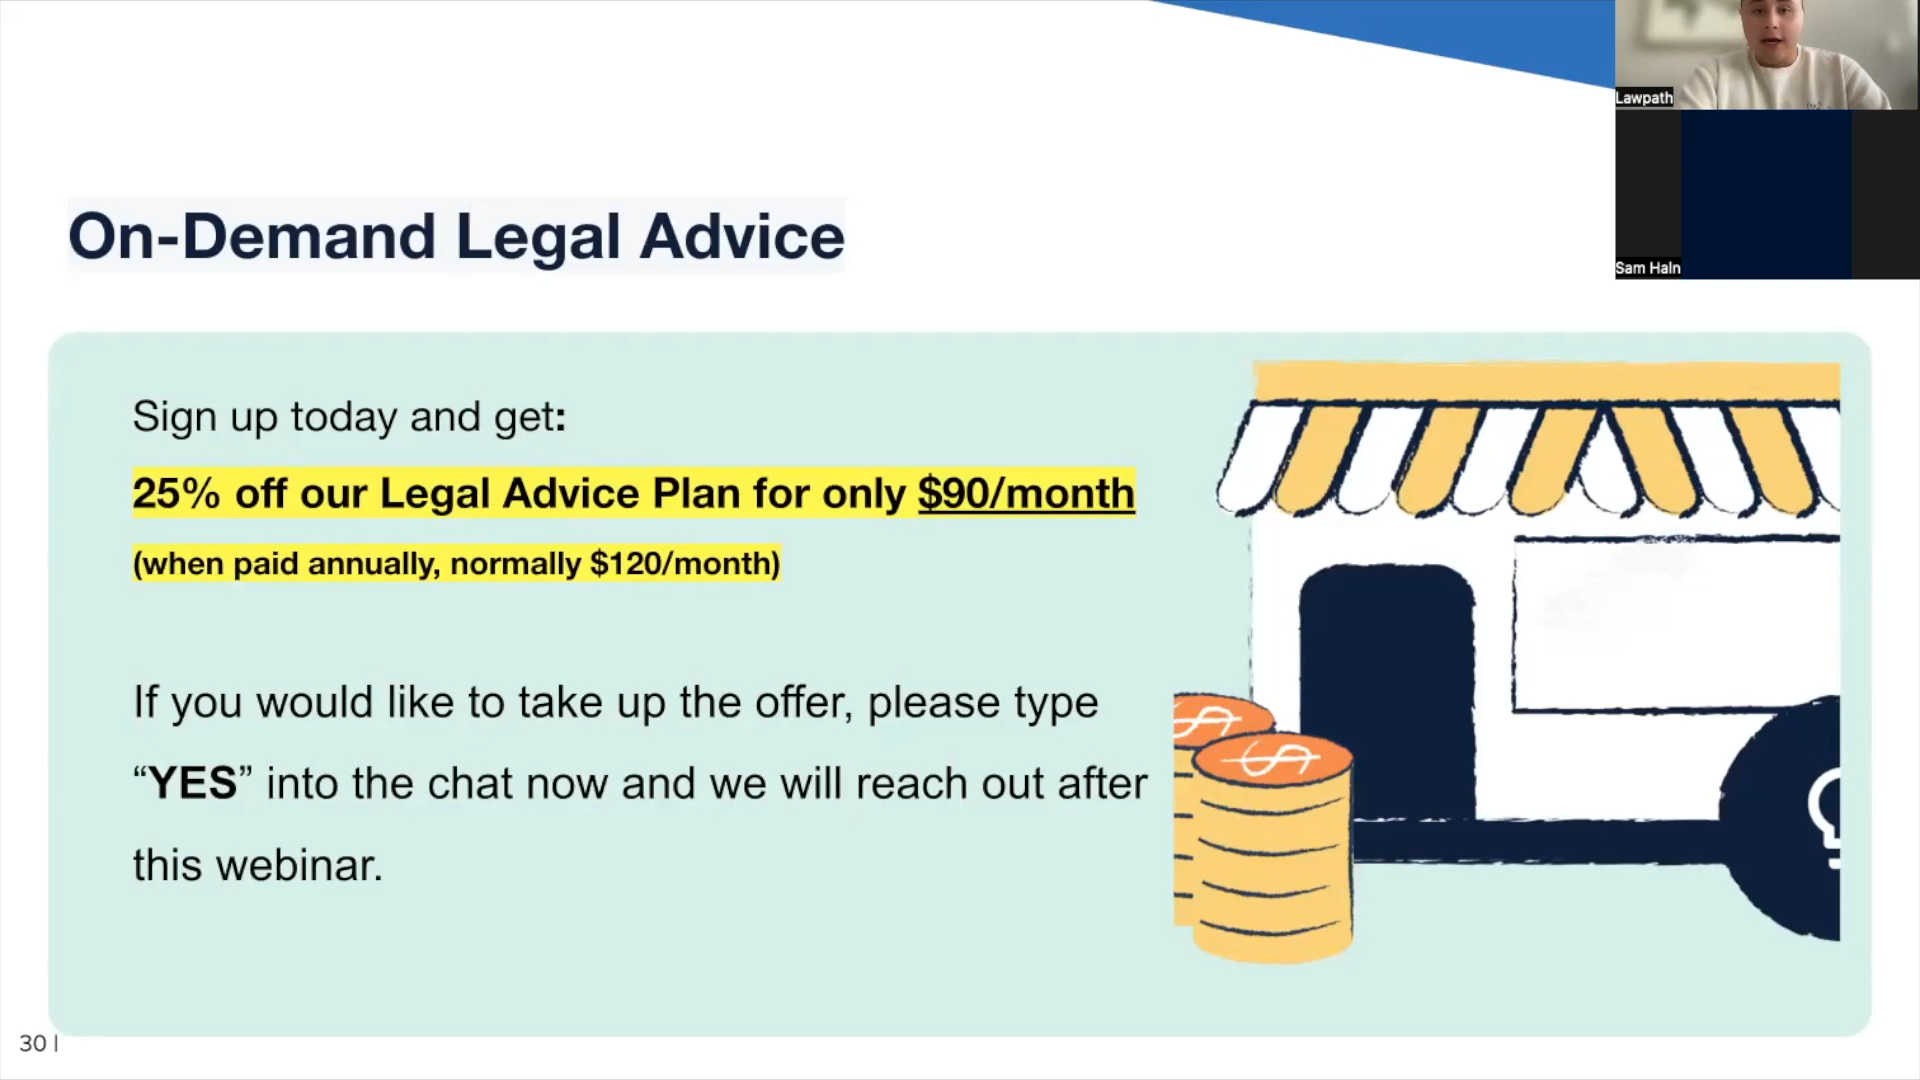 Lawpath
Sam Haln
On-Demand Legal Advice
Sign up today and get:
25% off our Legal Advice Plan for only $90/month
(when paid annually, normally $120/month)
If you would like to take up the offer, please type
“YES” into the chat now and we will reach out after
this webinar.
30 |